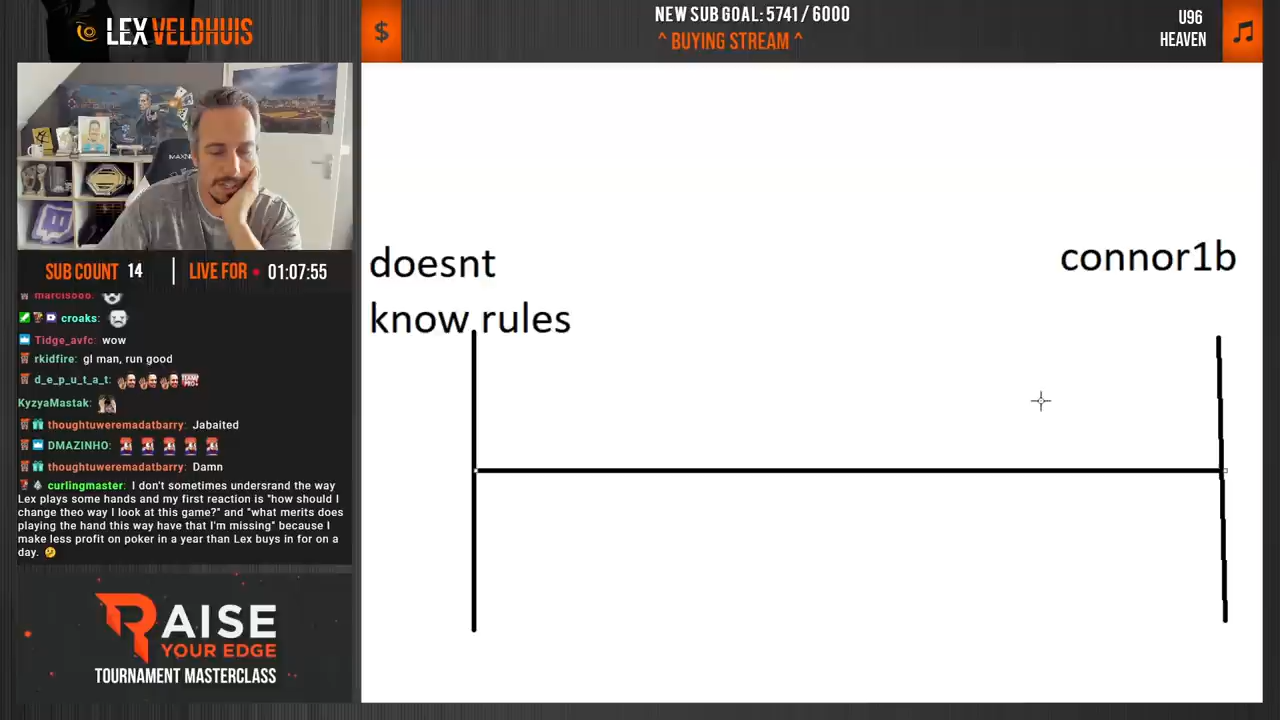 LEX VELDHUIS
$
NEW SUB GOAL: 5741 / 6000
^ BUYING STREAM ^
U96
HEAVEN
SUB COUNT 14
LIVE FOR • 01:07:55
croaks:
Tidge_avfc: wow
rkidfire: gl man, run good
d_e_p_u_t_a_t:
KyzyaMastak:
thoughtuweremadatbarry: Jabaited
DMAZINHO:
thoughtuweremadatbarry: Damn
curlingmaster: I don't sometimes undersrand the way
Lex plays some hands and my first reaction is "how should I
change theo way I look at this game?" and "what merits does
playing the hand this way have that I'm missing" because I
make less profit on poker in a year than Lex buys in for on a
day.
RAISE
YOUR EDGE
TOURNAMENT MASTERCLASS
doesnt
know rules
connor1b